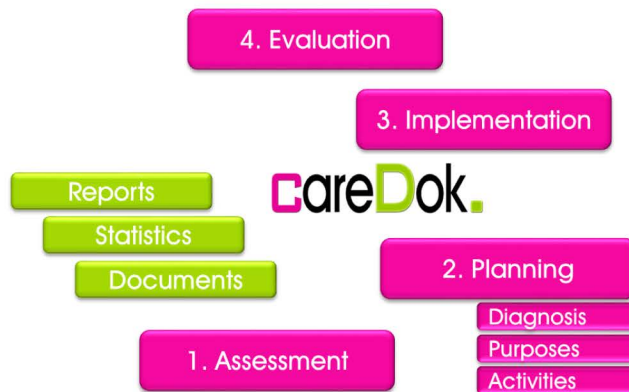 4. Evaluation
3. Implementation
Reports
careDok.
Statistics
Documents
2. Planning
Diagnosis
Purposes
Activities
1. Assessment